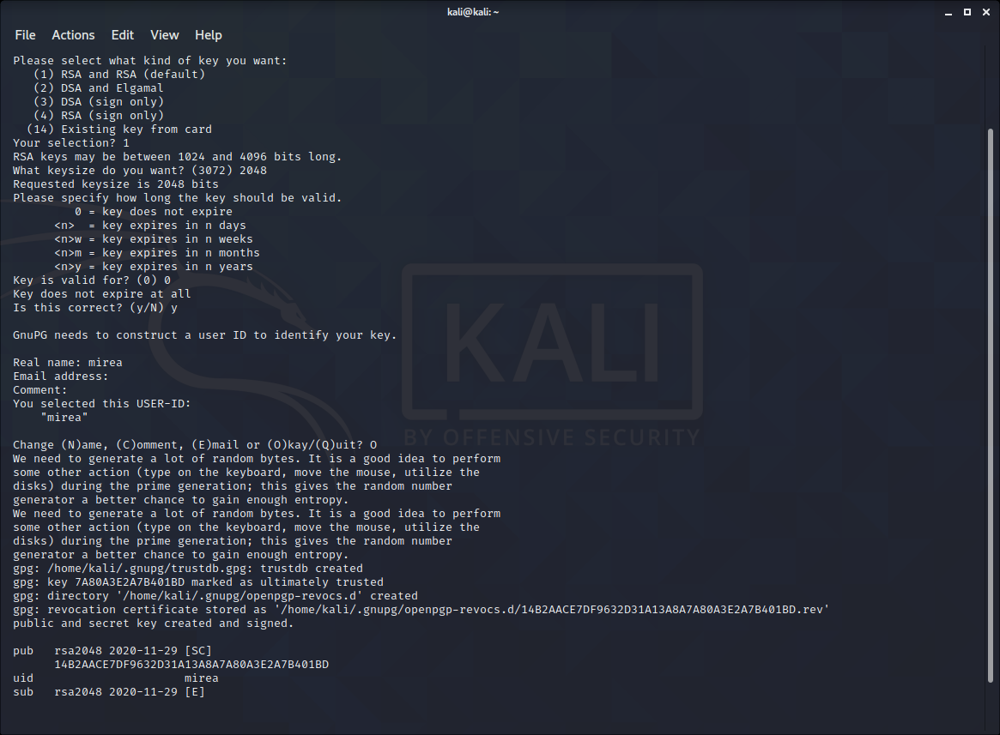 kali@kali: ~
File Actions Edit View Help
Please select what kind of key you want:
   (1) RSA and RSA (default)
   (2) DSA and Elgamal
   (3) DSA (sign only)
   (4) RSA (sign only)
  (14) Existing key from card
Your selection? 1
RSA keys may be between 1024 and 4096 bits long.
What keysize do you want? (3072) 2048
Requested keysize is 2048 bits
Please specify how long the key should be valid.
         0 = key does not expire
      <n>  = key expires in n days
      <n>w = key expires in n weeks
      <n>m = key expires in n months
      <n>y = key expires in n years
Key is valid for? (0) 0
Key does not expire at all
Is this correct? (y/N) y
GnuPG needs to construct a user ID to identify your key.
Real name: mirea
Email address:
Comment:
You selected this USER-ID:
    "mirea"
Change (N)ame, (C)omment, (E)mail or (O)kay/(Q)uit? O
We need to generate a lot of random bytes. It is a good idea to perform
some other action (type on the keyboard, move the mouse, utilize the
disks) during the prime generation; this gives the random number
generator a better chance to gain enough entropy.
We need to generate a lot of random bytes. It is a good idea to perform
some other action (type on the keyboard, move the mouse, utilize the
disks) during the prime generation; this gives the random number
generator a better chance to gain enough entropy.
gpg: /home/kali/.gnupg/trustdb.gpg: trustdb created
gpg: key 7A80A3E2A7B401BD marked as ultimately trusted
gpg: directory '/home/kali/.gnupg/openpgp-revocs.d' created
gpg: revocation certificate stored as '/home/kali/.gnupg/openpgp-revocs.d/14B2AACE7DF9632D31A13A8A7A80A3E2A7B401BD.rev'
public and secret key created and signed.
pub   rsa2048 2020-11-29 [SC]
      14B2AACE7DF9632D31A13A8A7A80A3E2A7B401BD
uid                      mirea
sub   rsa2048 2020-11-29 [E]
KALI
BY OFFENSIVE SECURITY